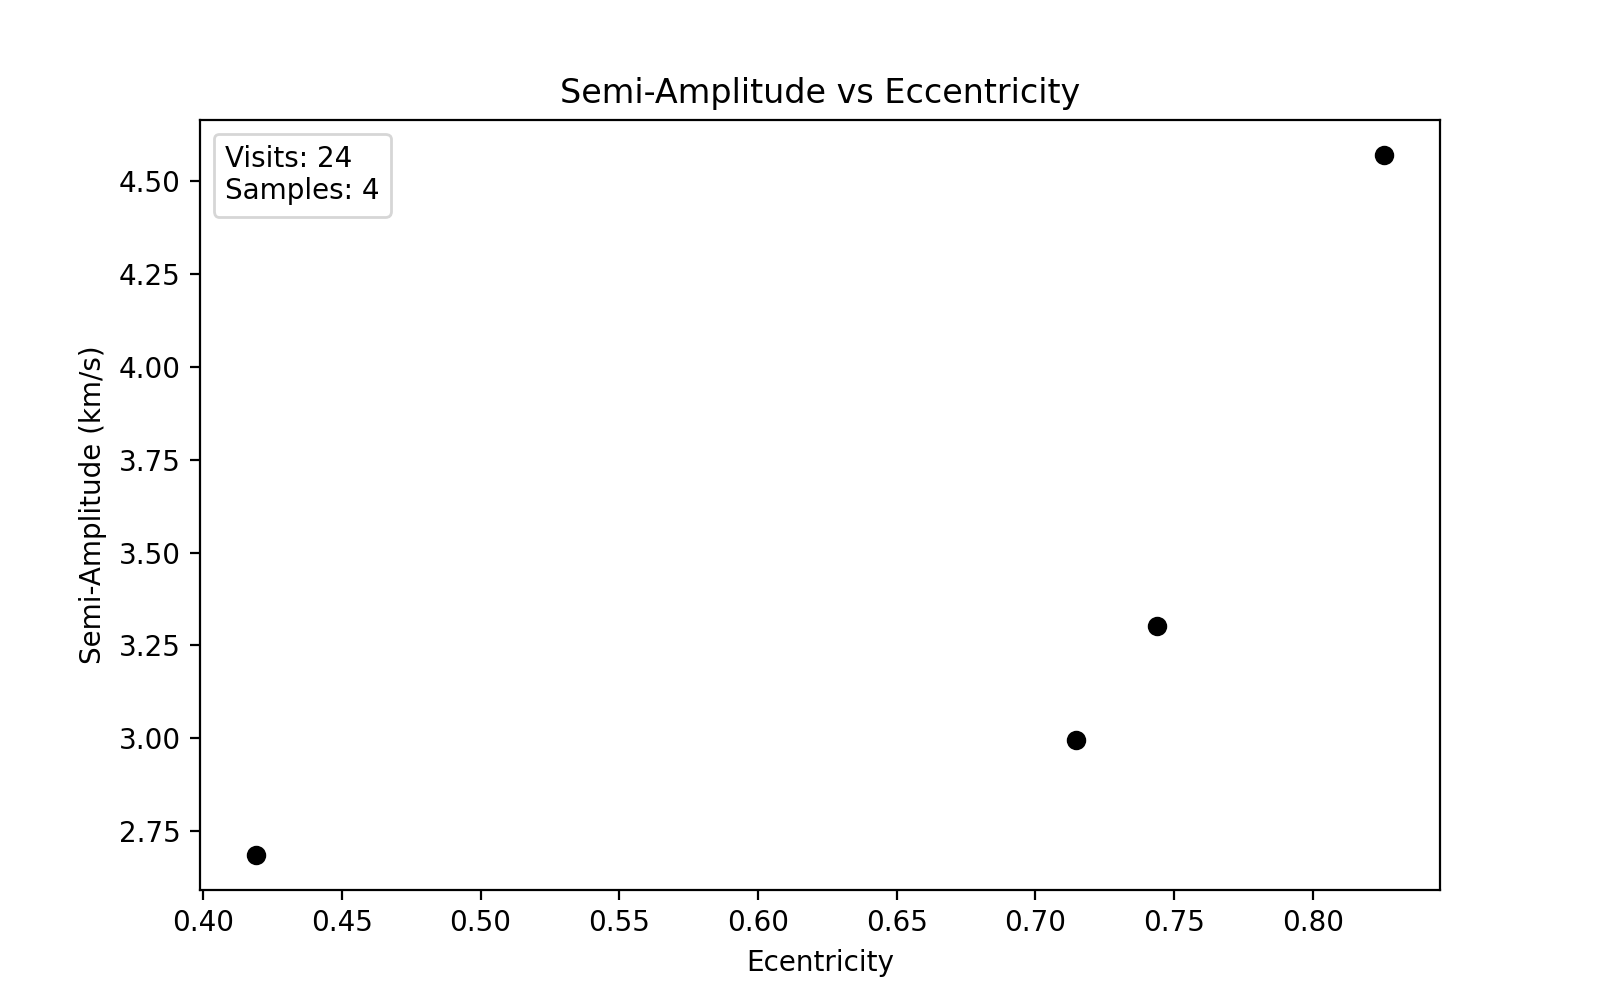 Semi-Amplitude vs Eccentricity
Visits: 24
Samples: 4
4.50
4.25
4.00
3.75
3.50
3.25
3.00
2.75
Semi-Amplitude (km/s)
0.40 0.45 0.50 0.55 0.60 0.65 0.70 0.75 0.80
Ecentricity